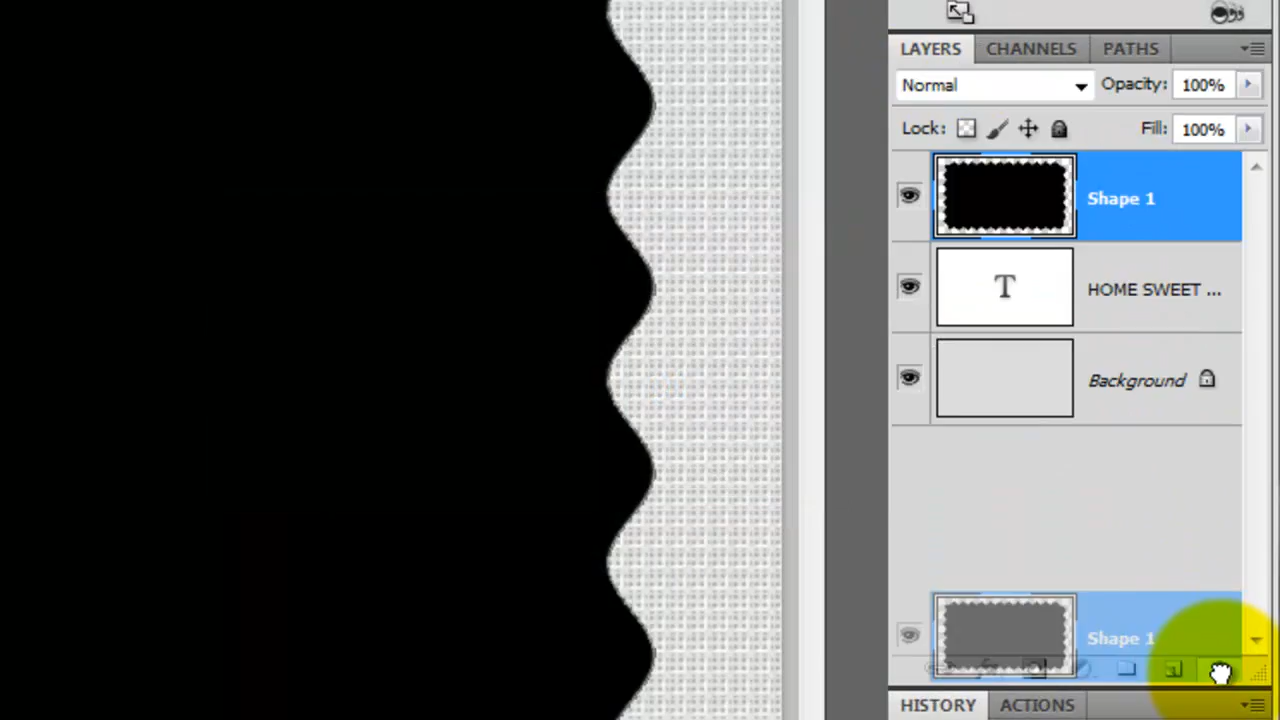 LAYERS CHANNELS PATHS
Normal Opacity: 100%
Lock: Fill: 100%
Shape 1
T HOME SWEET ...
Background
Shape 1
HISTORY ACTIONS